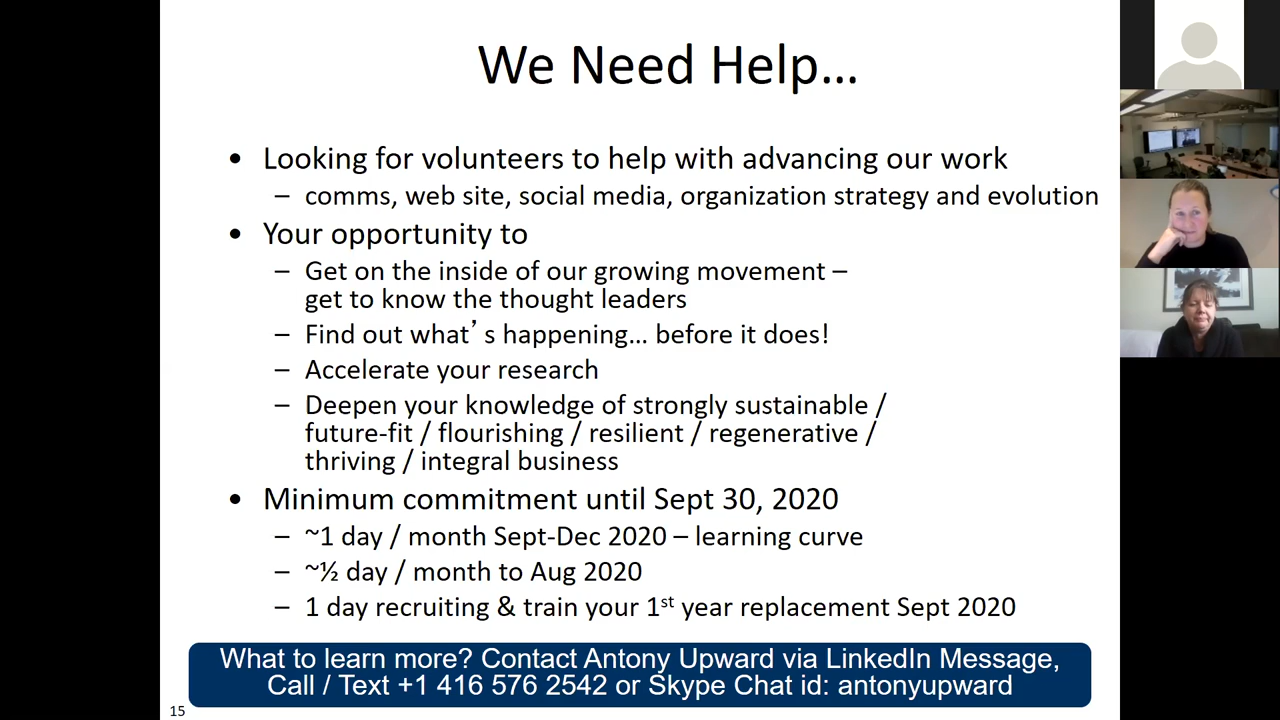 We Need Help...
• Looking for volunteers to help with advancing our work
– comms, web site, social media, organization strategy and evolution
• Your opportunity to
– Get on the inside of our growing movement –
get to know the thought leaders
– Find out what’s happening... before it does!
– Accelerate your research
– Deepen your knowledge of strongly sustainable /
future-fit / flourishing / resilient / regenerative /
thriving / integral business
• Minimum commitment until Sept 30, 2020
– ~1 day / month Sept-Dec 2020 – learning curve
– ~½ day / month to Aug 2020
– 1 day recruiting & train your 1st year replacement Sept 2020
What to learn more? Contact Antony Upward via LinkedIn Message,
Call / Text +1 416 576 2542 or Skype Chat id: antonyupward
15